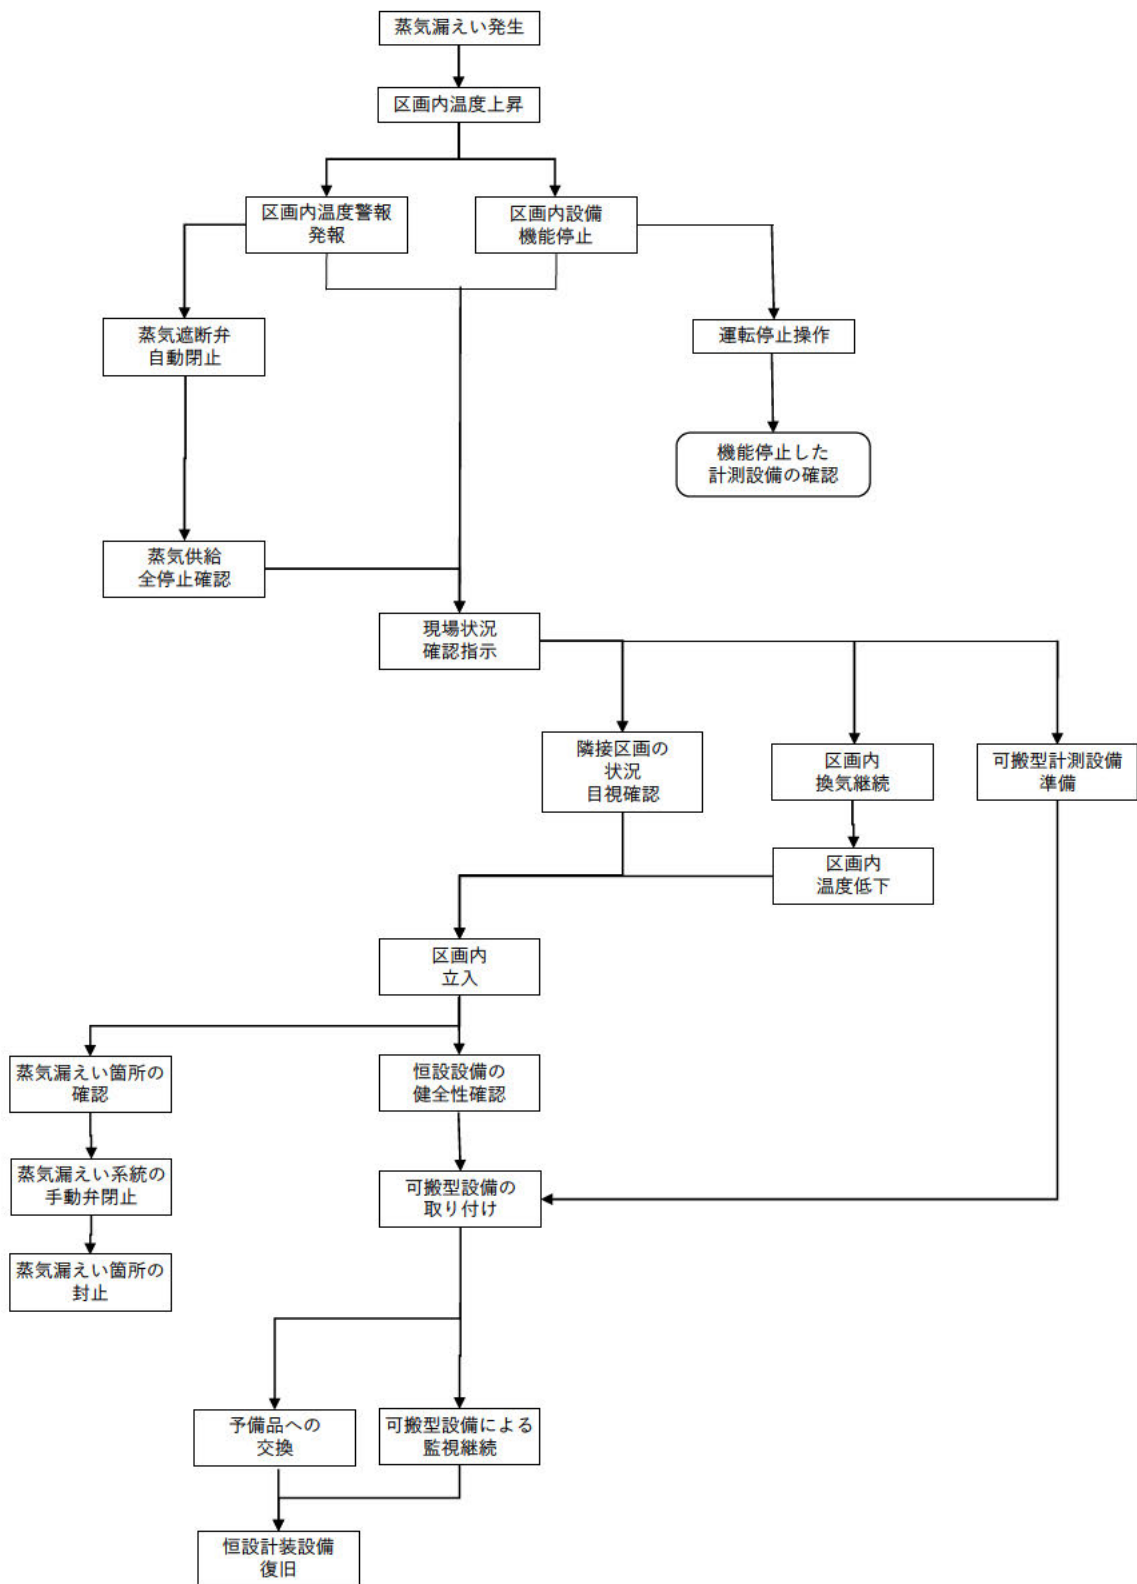 蒸気漏えい発生
区画内温度上昇
区画内温度警報
発報
区画内設備
機能停止
蒸気遮断弁
自動閉止
運転停止操作
機能停止した
計測設備の確認
蒸気供給
全停止確認
現場状況
確認指示
隣接区画の
状況
目視確認
区画内
換気継続
可搬型計測設備
準備
区画内
温度低下
区画内
立入
蒸気漏えい箇所の
確認
恒設設備の
健全性確認
蒸気漏えい系統の
手動弁閉止
可搬型設備の
取り付け
蒸気漏えい箇所の
封止
予備品への
交換
可搬型設備による
監視継続
恒設計装設備
復旧